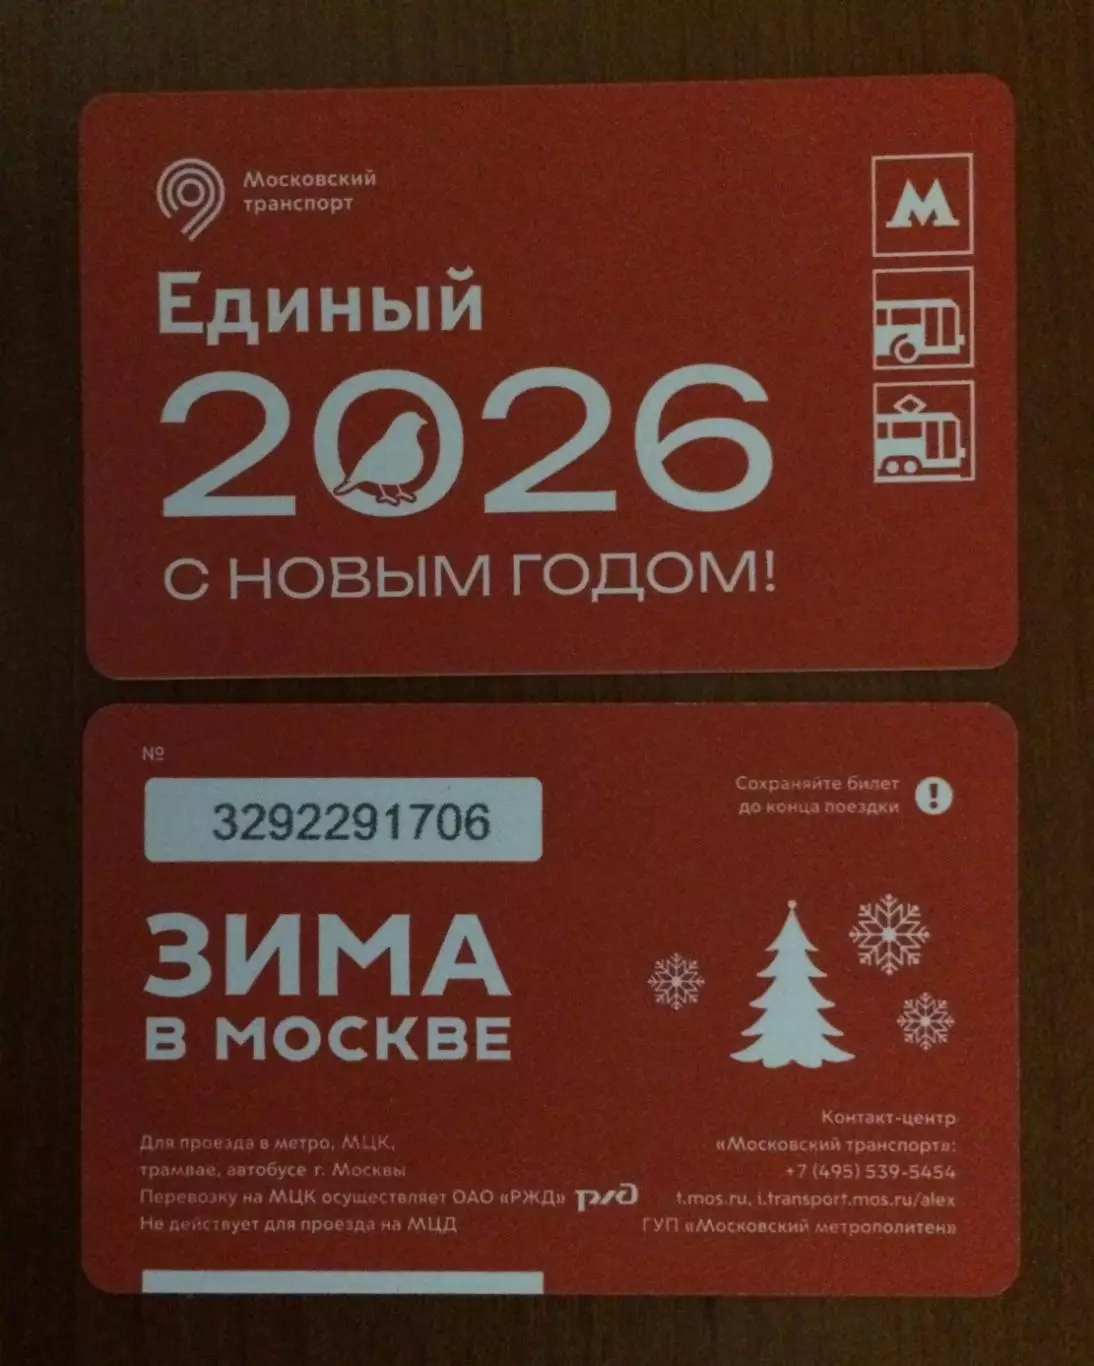 Московский
транспорт
М
Единый
2026
С НОВЫМ ГОДОМ!
№
3292291706
Сохраняйте билет
до конца поездки
!
ЗИМА
В МОСКВЕ
Для проезда в метро, МЦК,
трамвае, автобусе г. Москвы
Перевозку на МЦК осуществляет ОАО «РЖД» РЖД
Не действует для проезда на МЦД
Контакт-центр
«Московский транспорт»:
+7 (495) 539-5454
t.mos.ru, i.transport.mos.ru/alex
ГУП «Московский метрополитен»